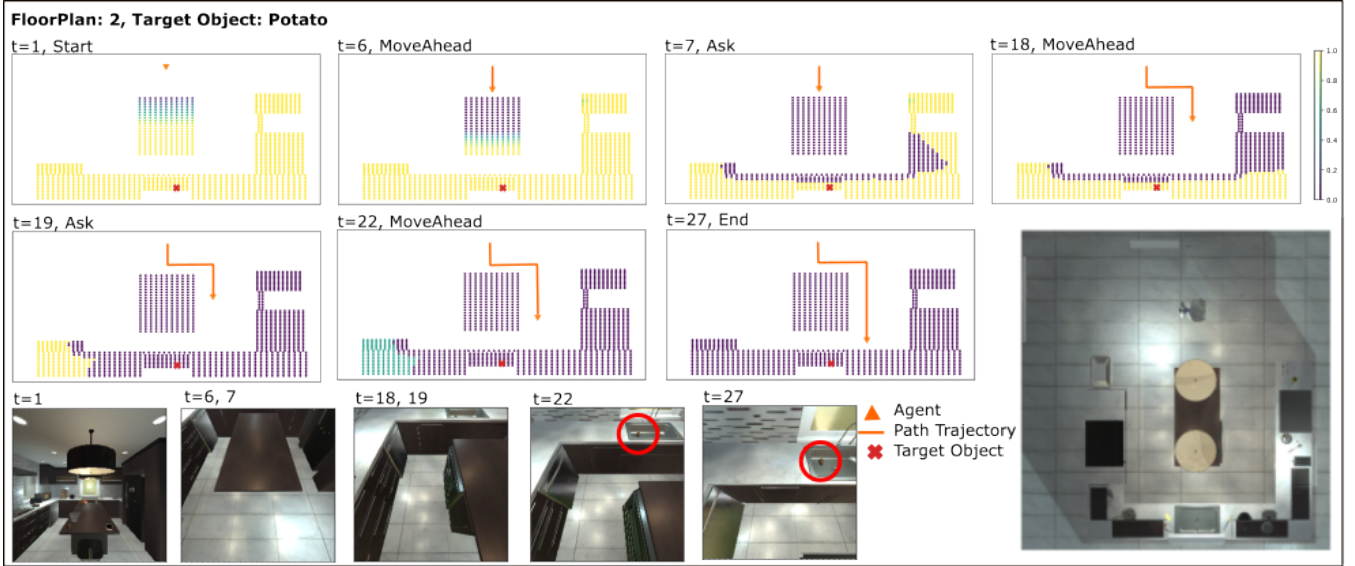 FloorPlan: 2, Target Object: Potato
t=1, Start
t=6, MoveAhead
t=7, Ask
t=18, MoveAhead
1.0
0.8
0.6
0.4
0.2
0.0
t=19, Ask
t=22, MoveAhead
t=27, End
t=1
t=6, 7
t=18, 19
t=22
t=27
Agent
Path Trajectory
Target Object